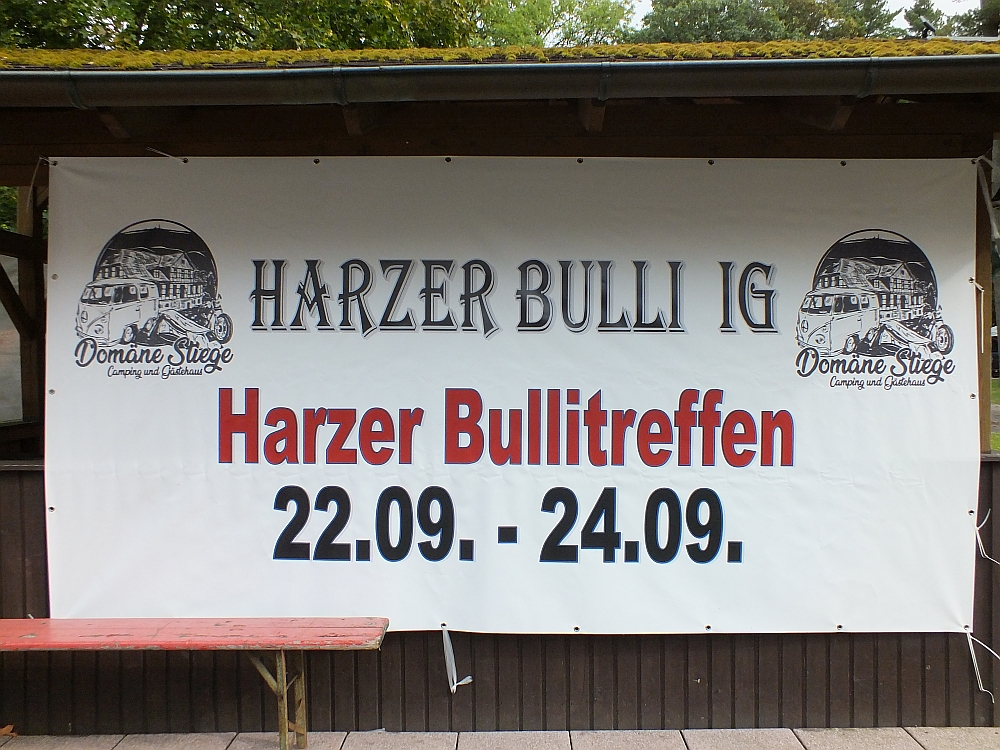 HARZER BULLI IG
Domäne Stiege
Camping und Gästehaus
Domäne Stiege
Camping und Gästehaus
Harzer Bullitreffen
22.09. - 24.09.